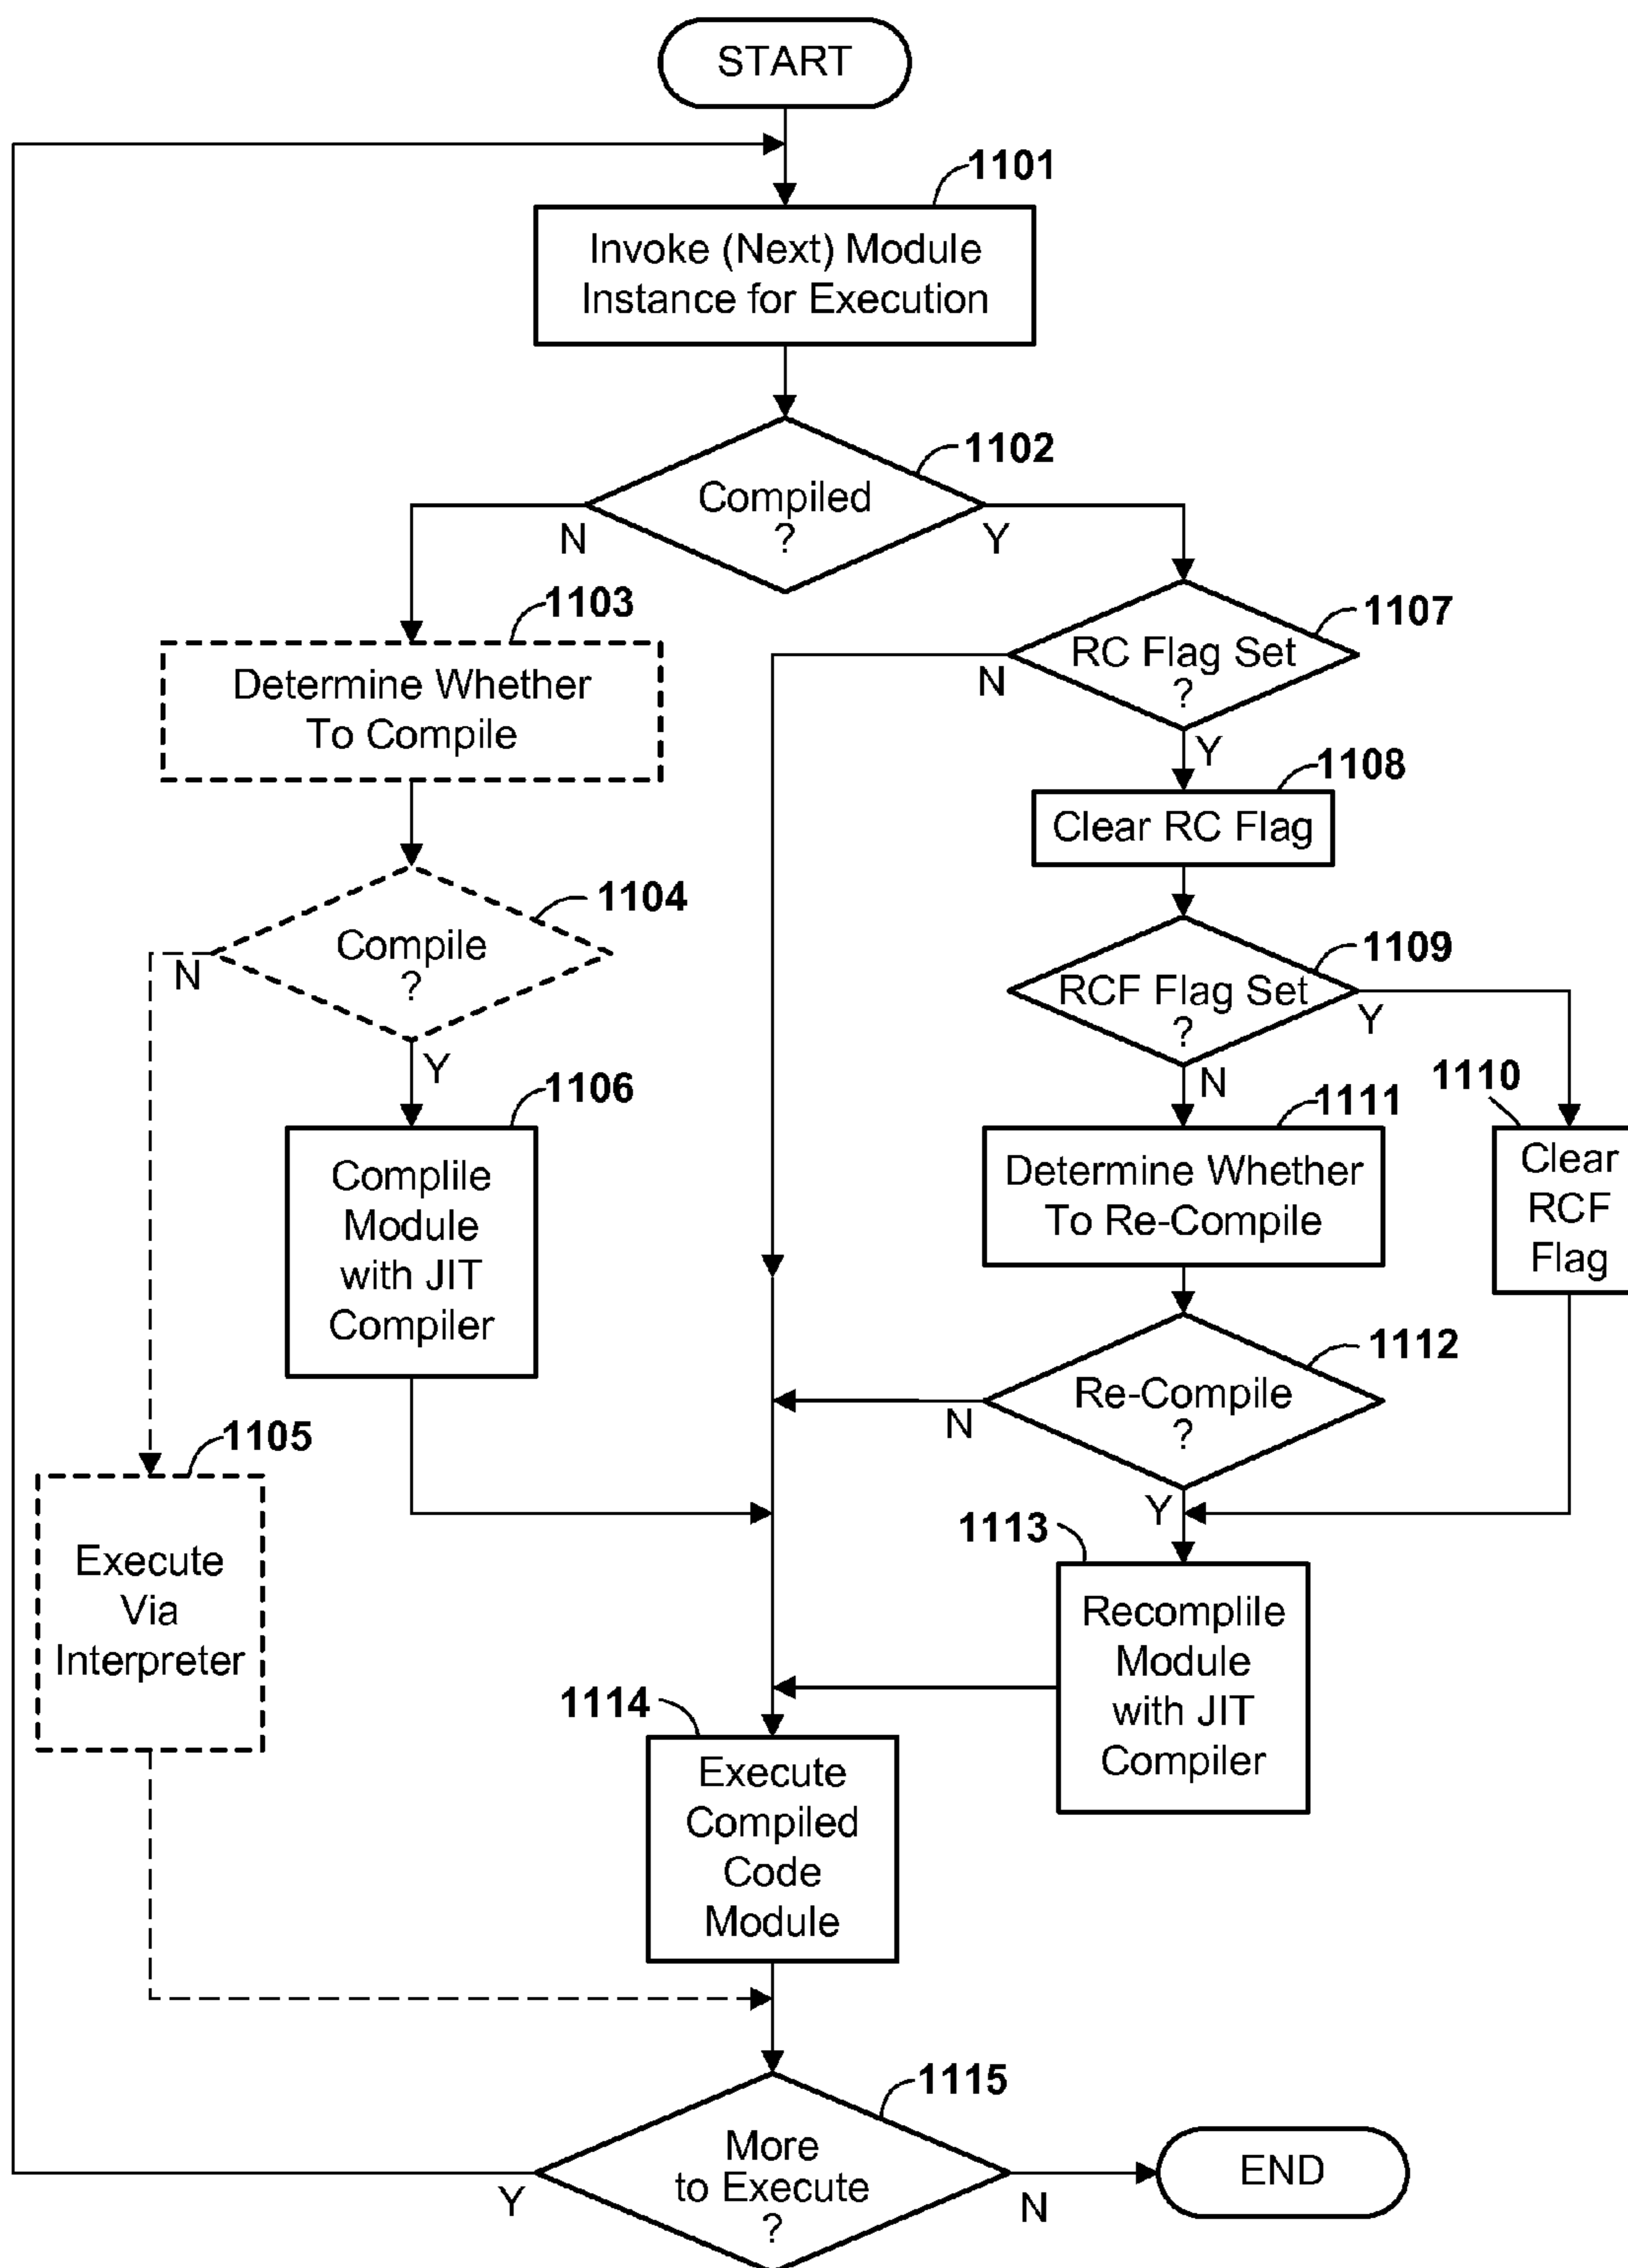 START
1101
Invoke (Next) Module
Instance for Execution
1102
Compiled
?
N
Y
1103
Determine Whether
To Compile
1107
RC Flag Set
?
N
Y
1108
Clear RC Flag
1104
Compile
?
N
Y
1109
RCF Flag Set
?
Y
N
1106
Complile
Module
with JIT
Compiler
1111
Determine Whether
To Re-Compile
1110
Clear
RCF
Flag
1112
Re-Compile
?
N
Y
1105
Execute
Via
Interpreter
1113
Recomplile
Module
with JIT
Compiler
1114
Execute
Compiled
Code
Module
1115
More
to Execute
?
Y
N
END